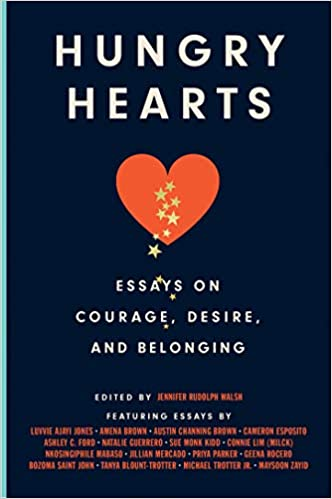 HUNGRY
HEARTS
ESSAYS ON
COURAGE, DESIRE,
AND BELONGING
EDITED BY JENNIFER RUDOLPH WALSH
FEATURING ESSAYS BY
LUVVIE AJAYI JONES • AMENA BROWN • AUSTIN CHANNING BROWN • CAMERON ESPOSITO
ASHLEY C. FORD • NATALIE GUERRERO • SUE MONK KIDD • CONNIE LIM (MILCK)
NKOSINGIPHILE MABASO • JILLIAN MERCADO • PRIYA PARKER • GEENA ROCERO
BOZOMA SAINT JOHN • TANYA BLOUNT-TROTTER • MICHAEL TROTTER JR. • MAYSOON ZAYID